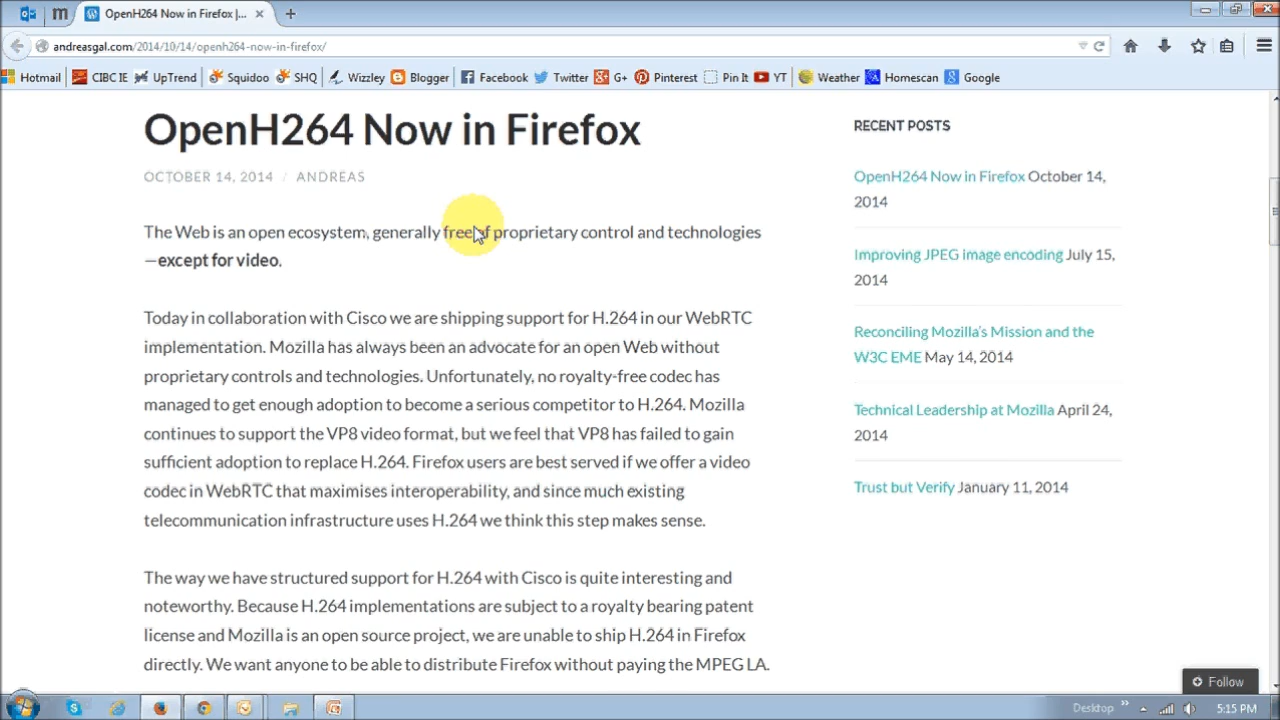 OpenH264 Now in Firefox |...
andreasgal.com/2014/10/14/openh264-now-in-firefox/
Hotmail CIBC IE UpTrend Squidoo SHQ Wizzley Blogger Facebook Twitter G+ Pinterest Pin It YT Weather Homescan Google
OpenH264 Now in Firefox
OCTOBER 14, 2014 / ANDREAS
The Web is an open ecosystem, generally free of proprietary control and technologies
—except for video.
Today in collaboration with Cisco we are shipping support for H.264 in our WebRTC
implementation. Mozilla has always been an advocate for an open Web without
proprietary controls and technologies. Unfortunately, no royalty-free codec has
managed to get enough adoption to become a serious competitor to H.264. Mozilla
continues to support the VP8 video format, but we feel that VP8 has failed to gain
sufficient adoption to replace H.264. Firefox users are best served if we offer a video
codec in WebRTC that maximises interoperability, and since much existing
telecommunication infrastructure uses H.264 we think this step makes sense.
The way we have structured support for H.264 with Cisco is quite interesting and
noteworthy. Because H.264 implementations are subject to a royalty bearing patent
license and Mozilla is an open source project, we are unable to ship H.264 in Firefox
directly. We want anyone to be able to distribute Firefox without paying the MPEG LA.
RECENT POSTS
OpenH264 Now in Firefox October 14,
2014
Improving JPEG image encoding July 15,
2014
Reconciling Mozilla's Mission and the
W3C EME May 14, 2014
Technical Leadership at Mozilla April 24,
2014
Trust but Verify January 11, 2014
Follow
Desktop 5:15 PM